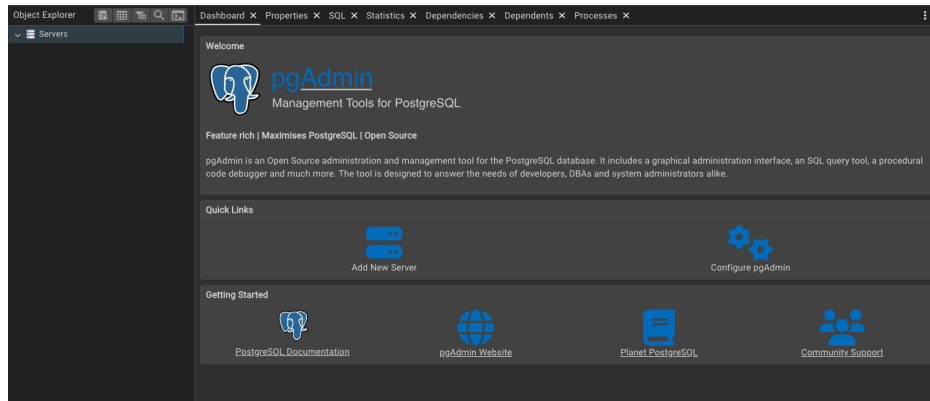 Object Explorer
Dashboard Properties SQL Statistics Dependencies Dependents Processes
Servers
Welcome
pgAdmin
Management Tools for PostgreSQL
Feature rich | Maximises PostgreSQL | Open Source
pgAdmin is an Open Source administration and management tool for the PostgreSQL database. It includes a graphical administration interface, an SQL query tool, a procedural
code debugger and much more. The tool is designed to answer the needs of developers, DBAs and system administrators alike.
Quick Links
Add New Server
Configure pgAdmin
Getting Started
PostgreSQL Documentation
pgAdmin Website
Planet PostgreSQL
Community Support